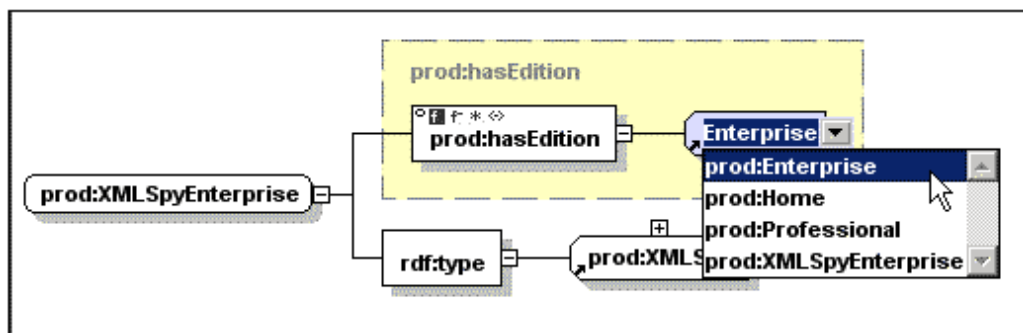 prod:hasEdition
f f- * <>
prod:hasEdition
Enterprise
prod:Enterprise
prod:XMLSpyEnterprise
prod:Home
prod:Professional
rdf:type
prod:XMLS
prod:XMLSpyEnterprise